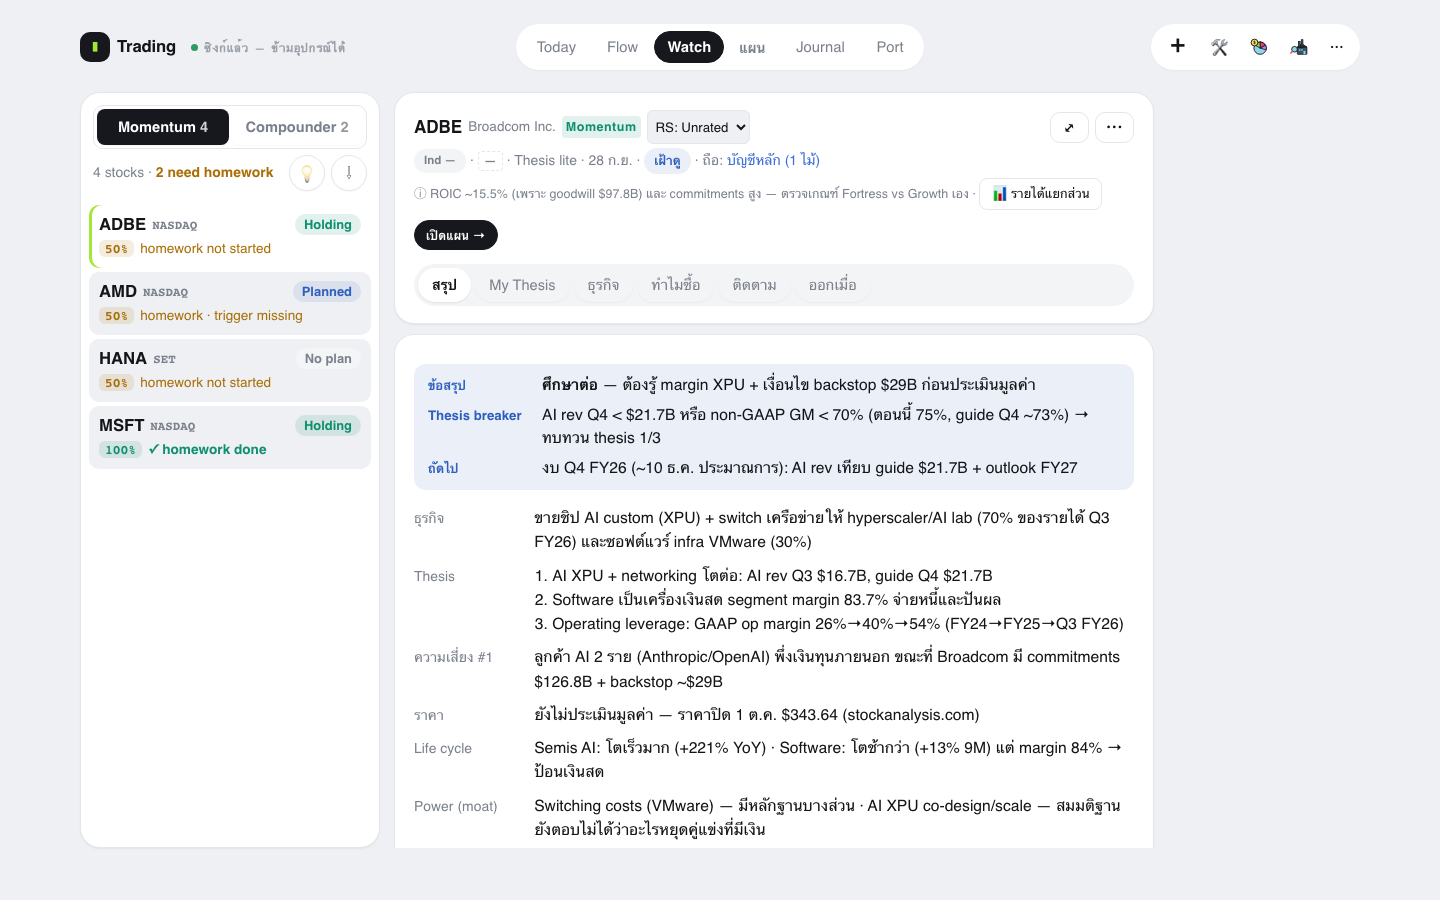 Trading
ซิงก์แล้ว — ข้ามอุปกรณ์ได้
Today Flow Watch แผน Journal Port
+ ···
Momentum 4 Compounder 2
4 stocks · 2 need homework
ADBE NASDAQ Holding
50% homework not started
AMD NASDAQ Planned
50% homework · trigger missing
HANA SET No plan
50% homework not started
MSFT NASDAQ Holding
100% ✓ homework done
ADBE Broadcom Inc. Momentum RS: Unrated
Ind — · — · Thesis lite · 28 ก.ย. · เฝ้าดู · ถือ: บัญชีหลัก (1 ไม้)
ⓘ ROIC ~15.5% (เพราะ goodwill $97.8B) และ commitments สูง — ตรวจเกณฑ์ Fortress vs Growth เอง · รายได้แยกส่วน
เปิดแผน →
สรุป My Thesis ธุรกิจ ทำไมซื้อ ติดตาม ออกเมื่อ
ข้อสรุป ศึกษาต่อ — ต้องรู้ margin XPU + เงื่อนไข backstop $29B ก่อนประเมินมูลค่า
Thesis breaker AI rev Q4 < $21.7B หรือ non-GAAP GM < 70% (ตอนนี้ 75%, guide Q4 ~73%) →
ทบทวน thesis 1/3
ถัดไป งบ Q4 FY26 (~10 ธ.ค. ประมาณการ): AI rev เทียบ guide $21.7B + outlook FY27
ธุรกิจ ขายชิป AI custom (XPU) + switch เครือข่ายให้ hyperscaler/AI lab (70% ของรายได้ Q3
FY26) และซอฟต์แวร์ infra VMware (30%)
Thesis 1. AI XPU + networking โตต่อ: AI rev Q3 $16.7B, guide Q4 $21.7B
2. Software เป็นเครื่องเงินสด segment margin 83.7% จ่ายหนี้และปันผล
3. Operating leverage: GAAP op margin 26%→40%→54% (FY24→FY25→Q3 FY26)
ความเสี่ยง #1 ลูกค้า AI 2 ราย (Anthropic/OpenAI) พึ่งเงินทุนภายนอก ขณะที่ Broadcom มี commitments
$126.8B + backstop ~$29B
ราคา ยังไม่ประเมินมูลค่า — ราคาปิด 1 ต.ค. $343.64 (stockanalysis.com)
Life cycle Semis AI: โตเร็วมาก (+221% YoY) · Software: โตช้ากว่า (+13% 9M) แต่ margin 84% →
ป้อนเงินสด
Power (moat) Switching costs (VMware) — มีหลักฐานบางส่วน · AI XPU co-design/scale — สมมติฐาน
ยังตอบไม่ได้ว่าอะไรหยุดคู่แข่งที่มีเงิน